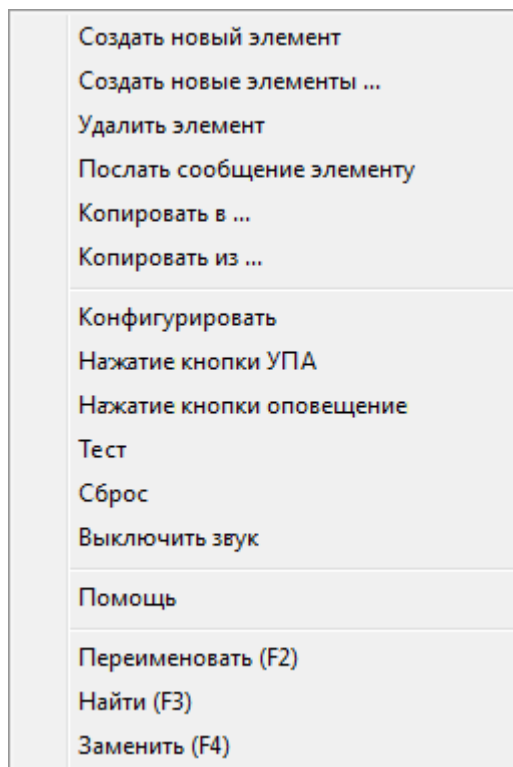 Создать новый элемент
Создать новые элементы ...
Удалить элемент
Послать сообщение элементу
Копировать в ...
Копировать из ...
Конфигурировать
Нажатие кнопки УПА
Нажатие кнопки оповещение
Тест
Сброс
Выключить звук
Помощь
Переименовать (F2)
Найти (F3)
Заменить (F4)